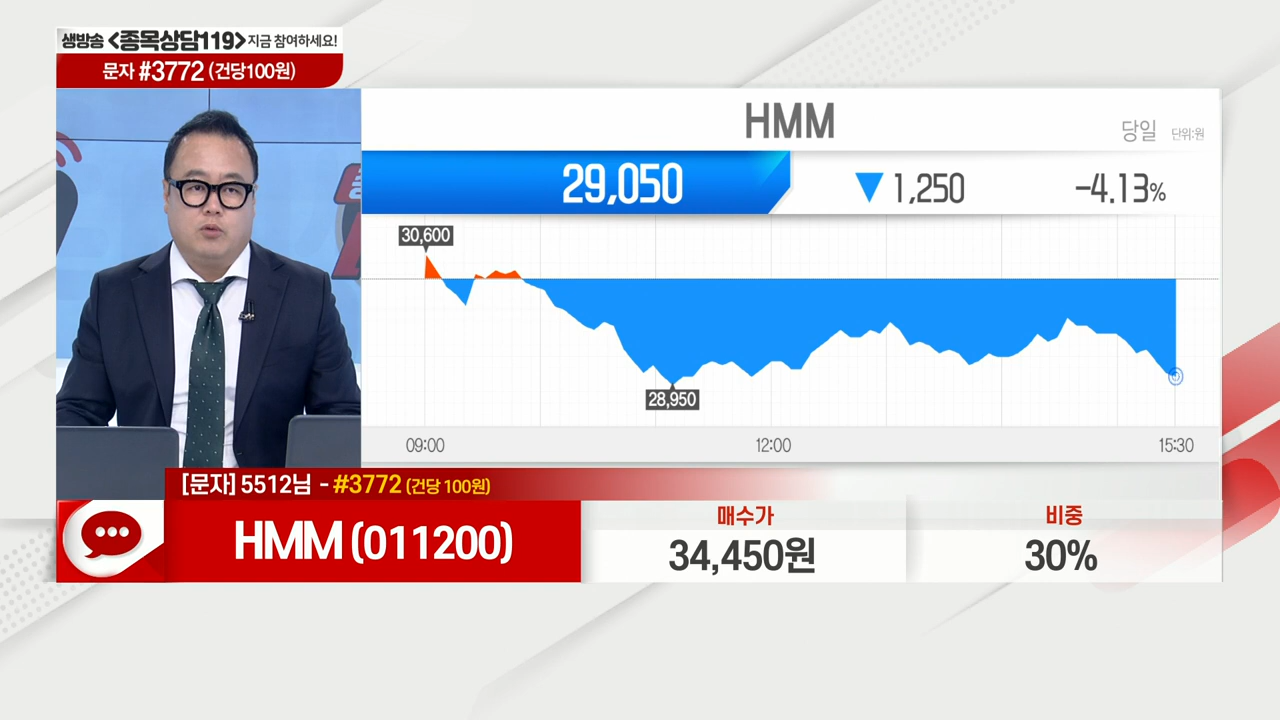 생방송 <종목상담119> 지금 참여하세요!
문자 #3772 (건당100원)
HMM
당일 단위:원
29,050 ▼ 1,250 -4.13%
30,600
28,950
09:00 12:00 15:30
[문자] 5512님 - #3772 (건당 100원)
HMM (011200)
매수가
34,450원
비중
30%